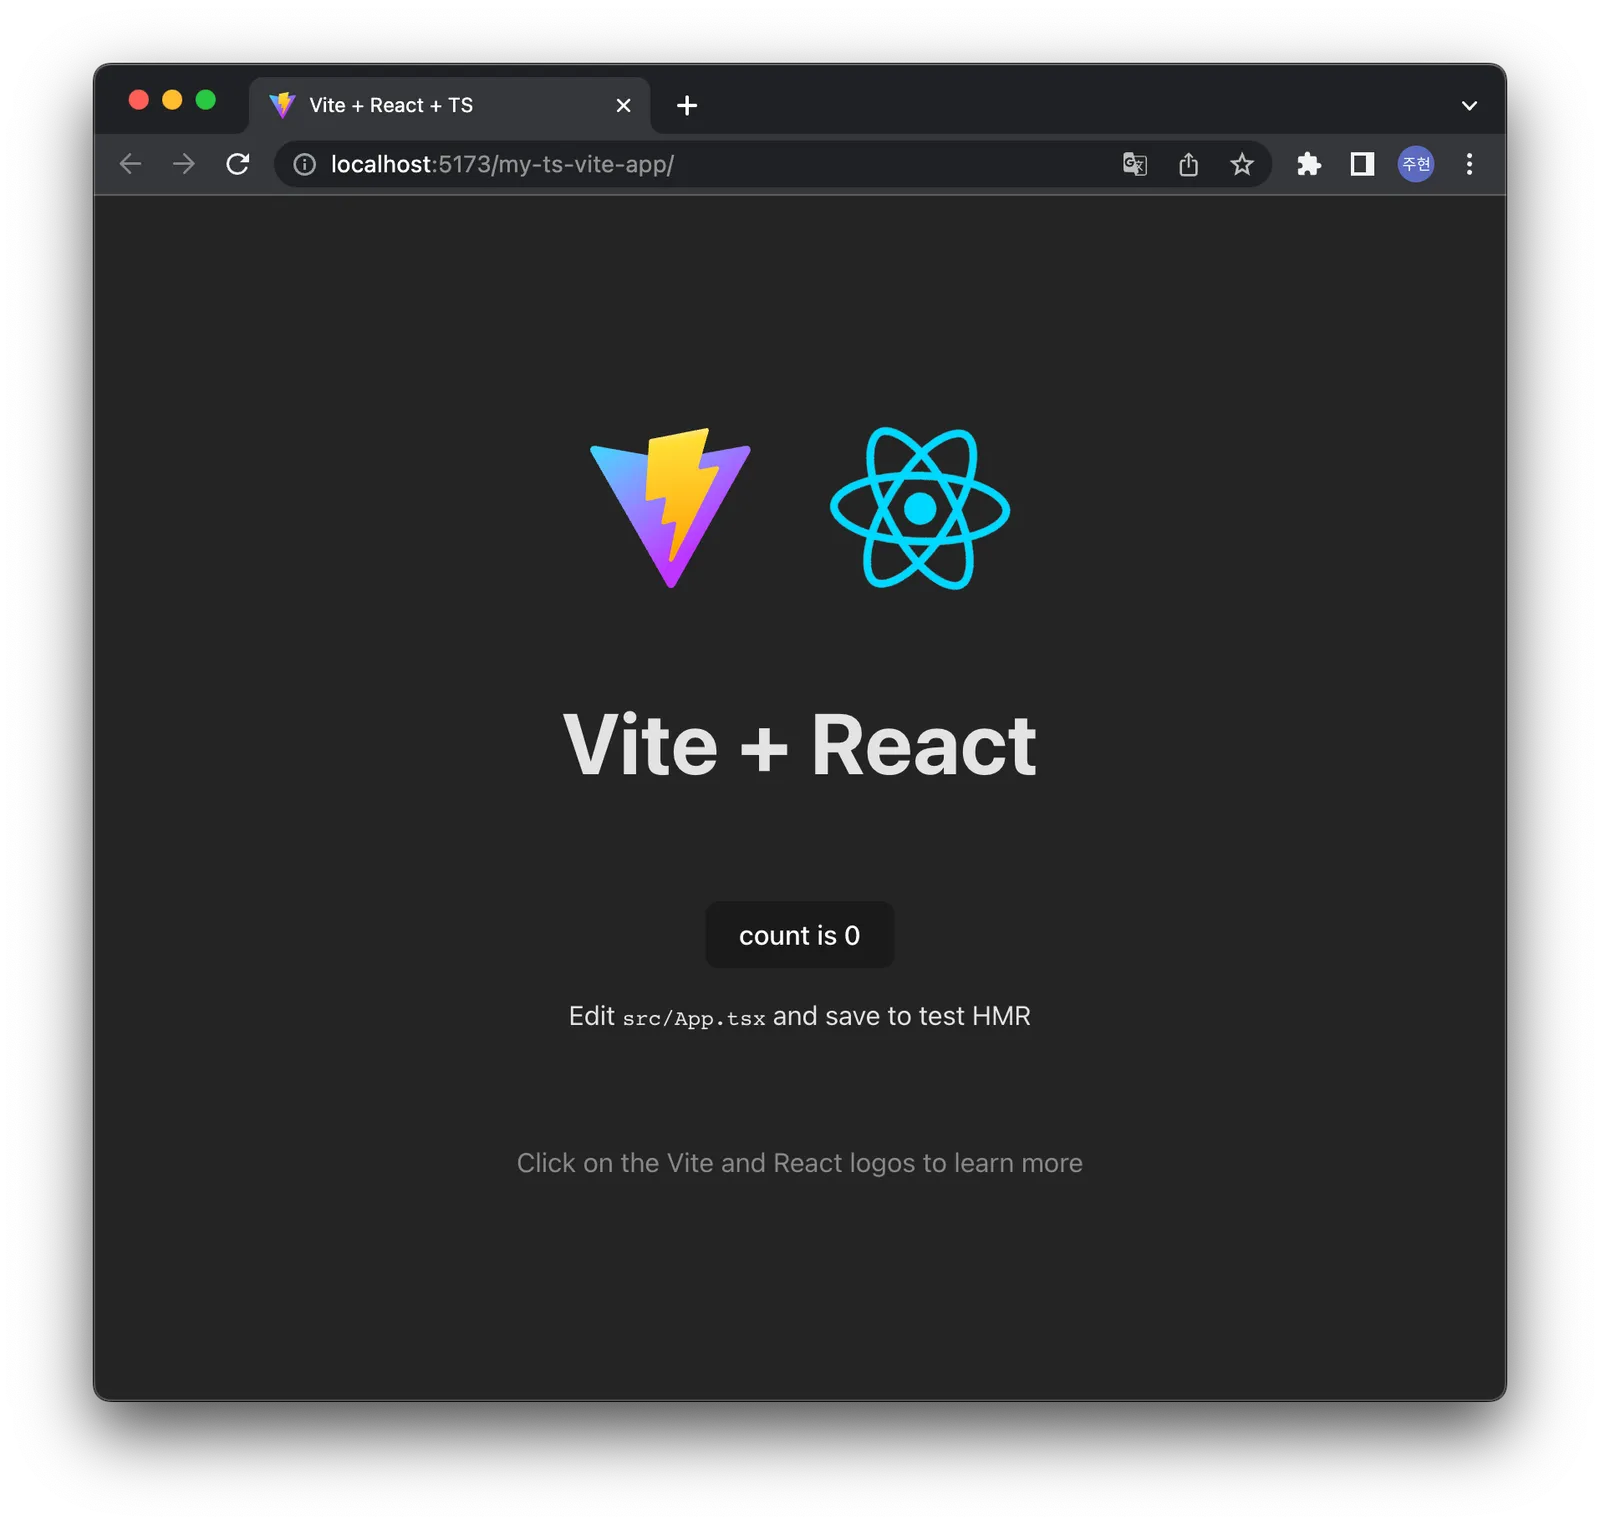 Vite + React + TS
localhost:5173/my-ts-vite-app/
주현
Vite + React
count is 0
Edit src/App.tsx and save to test HMR
Click on the Vite and React logos to learn more